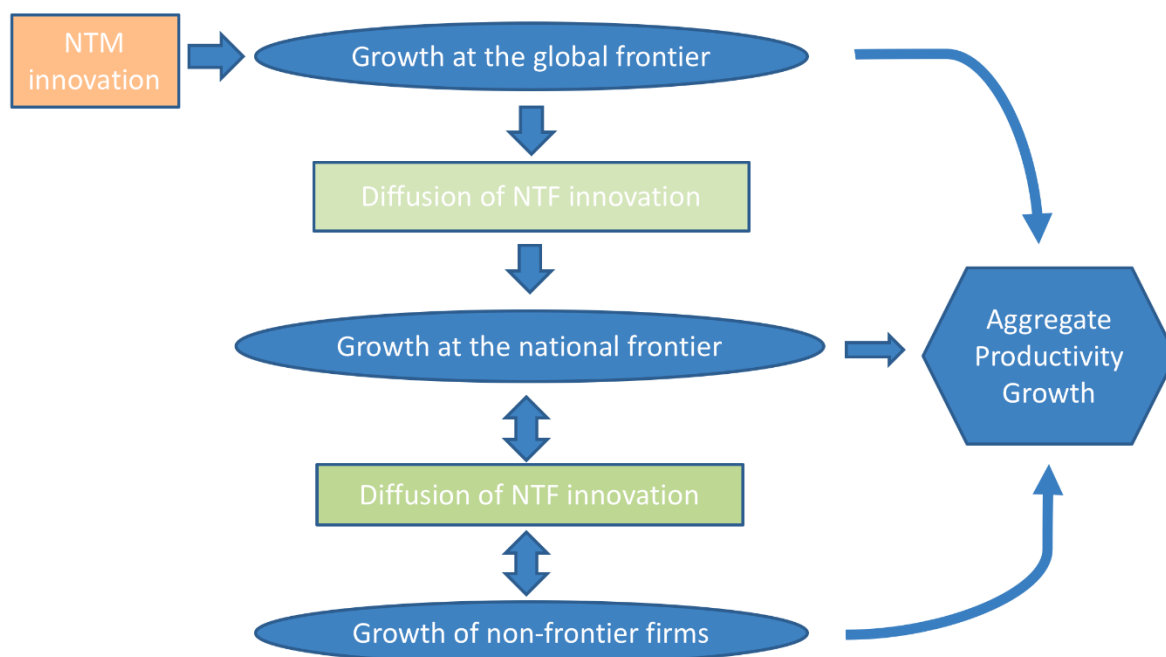 NTM
innovation
Growth at the global frontier
Diffusion of NTF innovation
Growth at the national frontier
Aggregate
Productivity
Growth
Diffusion of NTF innovation
Growth of non-frontier firms